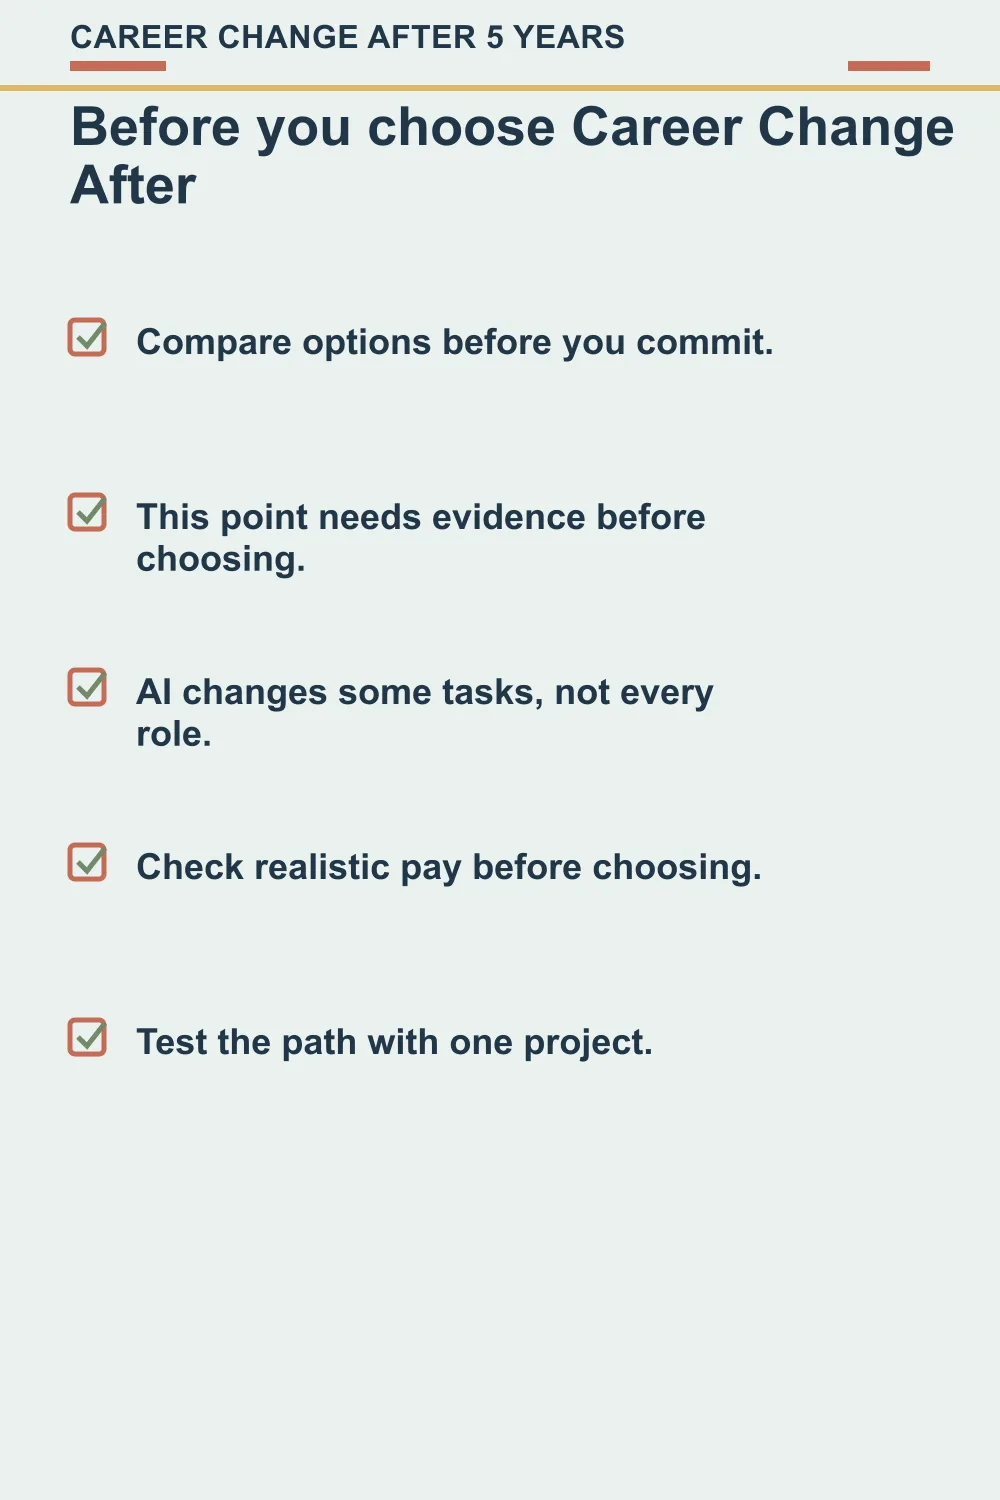 CAREER CHANGE AFTER 5 YEARS
Before you choose Career Change
After
Compare options before you commit.
This point needs evidence before
choosing.
AI changes some tasks, not every
role.
Check realistic pay before choosing.
Test the path with one project.